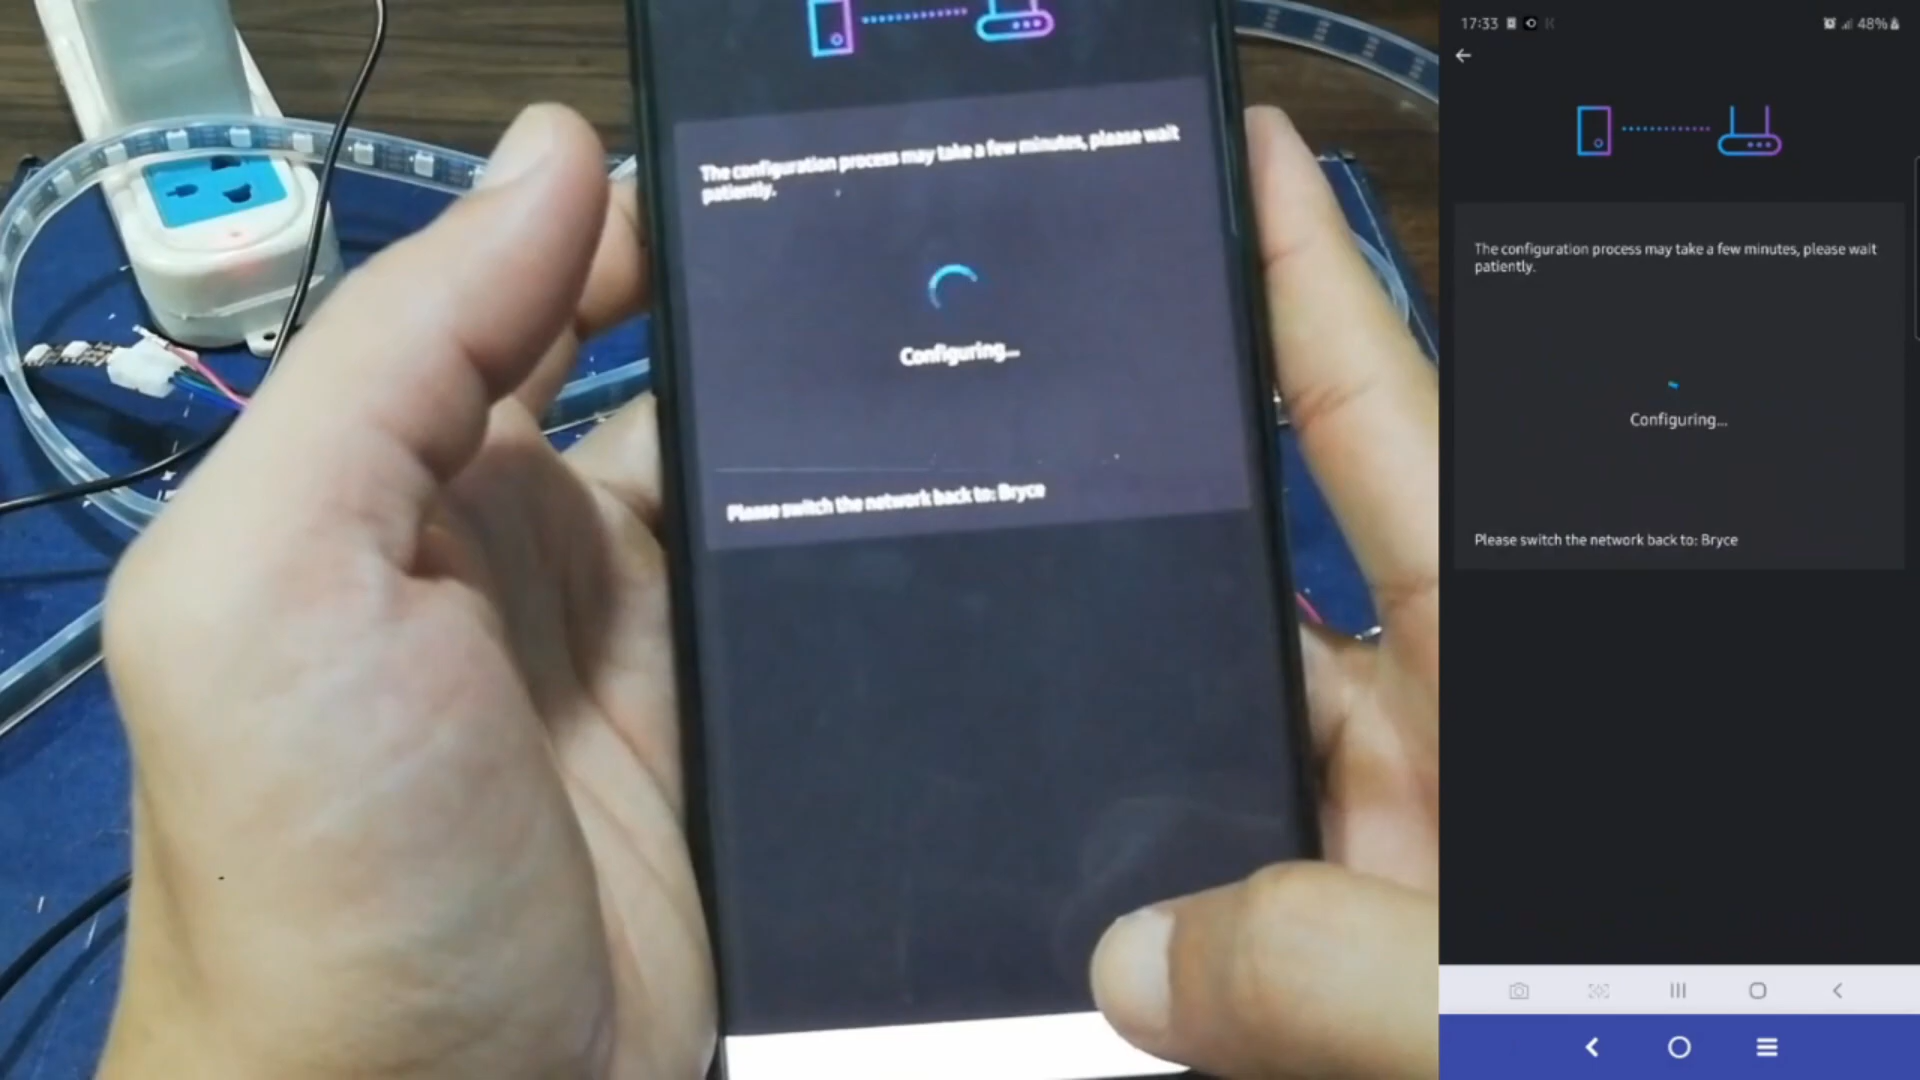 The configuration process may take a few minutes, please wait
patiently.
Configuring...
Please switch the network back to: Bryce
17:33
48%
The configuration process may take a few minutes, please wait
patiently.
Configuring...
Please switch the network back to: Bryce